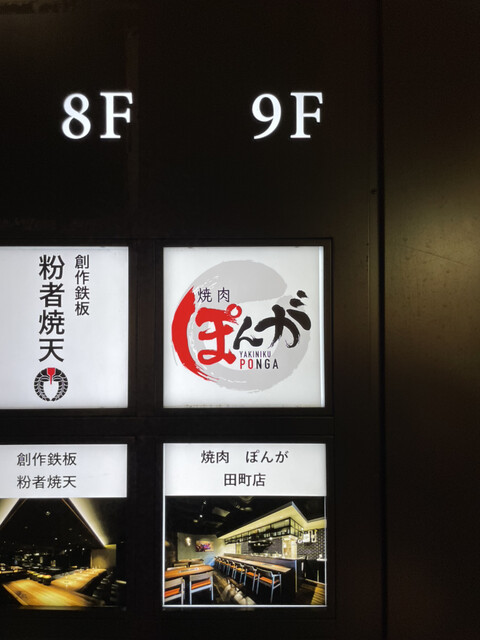 8F
9F
創作鉄板
粉者焼天
焼肉
ぽんが
YAKINIKU
PONGA
創作鉄板
粉者焼天
焼肉 ぽんが
田町店